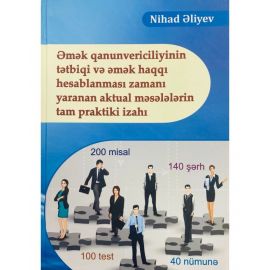 Nihad Əliyev
Əmək qanunvericiliyinin
tətbiqi və əmək haqqı
hesablanması zamanı
yaranan aktual məsələlərin
tam praktiki izahı
200 misal
140 şərh
100 test
40 nümunə